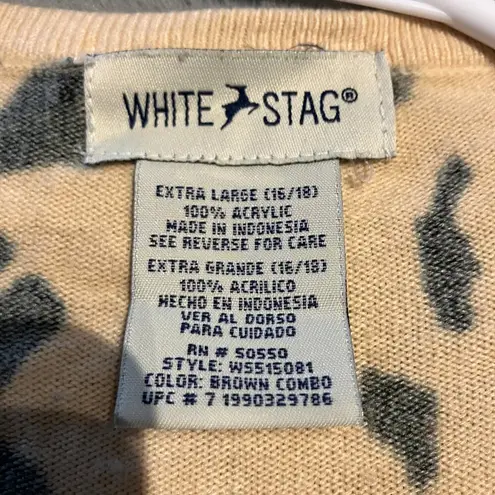 WHITE STAG®
EXTRA LARGE (16/18)
100% ACRYLIC
MADE IN INDONESIA
SEE REVERSE FOR CARE
EXTRA GRANDE (16/18)
100% ACRILICO
HECHO EN INDONESIA
VER AL DORSO
PARA CUIDADO
RN # 50550
STYLE: WS515081
COLOR: BROWN COMBO
UPC # 7 1990329786